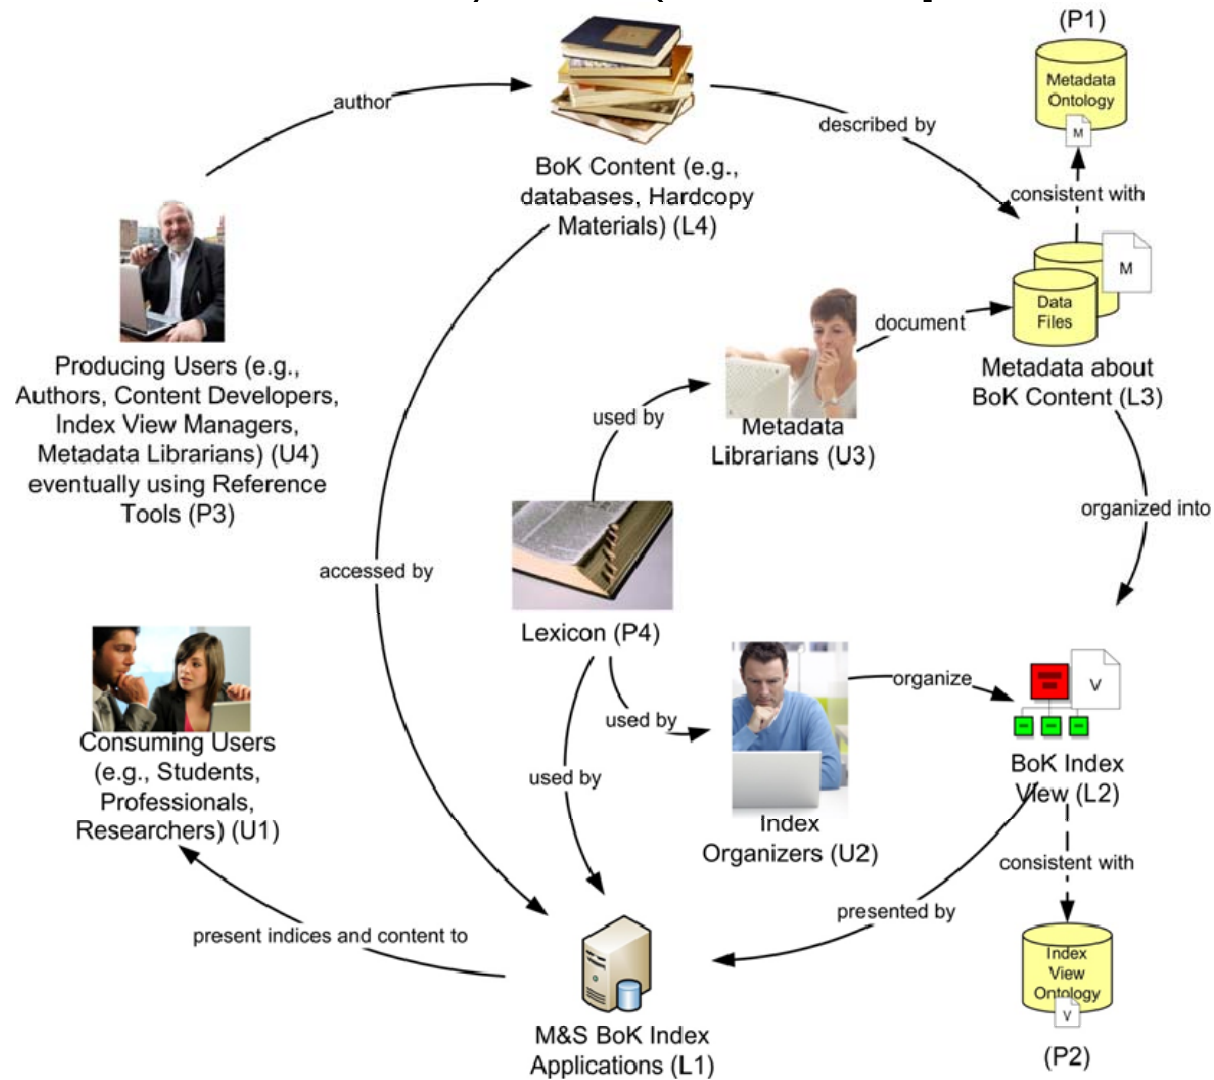 (P1)
Metadata
Ontology
M
author
described by
BoK Content (e.g.,
databases, Hardcopy
Materials) (L4)
consistent with
M
Data
Files
document
Metadata about
BoK Content (L3)
Producing Users (e.g.,
Authors, Content Developers,
Index View Managers,
Metadata Librarians) (U4)
eventually using Reference
Tools (P3)
used by
Metadata
Librarians (U3)
organized into
accessed by
Lexicon (P4)
used by
organize
V
Consuming Users
(e.g., Students,
Professionals,
Researchers) (U1)
used by
BoK Index
View (L2)
Index
Organizers (U2)
consistent with
presented by
present indices and content to
Index
View
Ontology
V
M&S BoK Index
Applications (L1)
(P2)